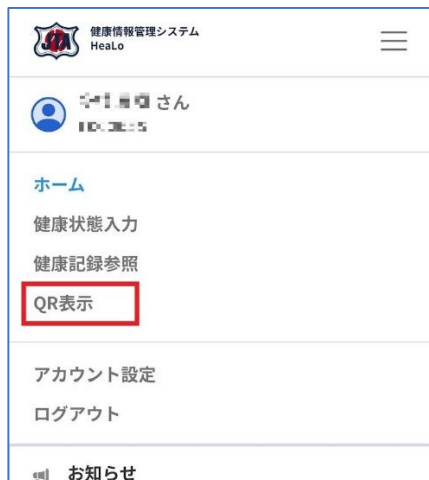 JTA
健康情報管理システム
HeaLo
さん
ホーム
健康状態入力
健康記録参照
QR表示
アカウント設定
ログアウト
お知らせ